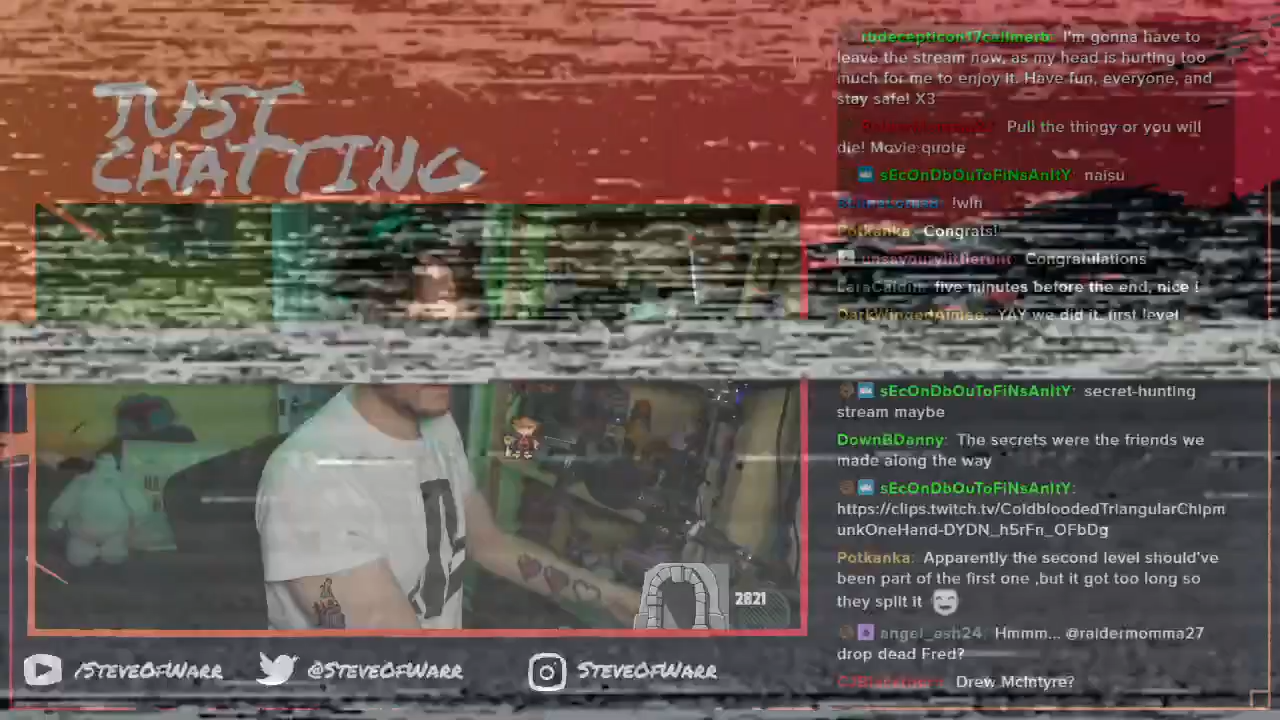 JUST
CHATTING
rbdecepticon17callmerb: I'm gonna have to
leave the stream now, as my head is hurting too
much for me to enjoy it. Have fun, everyone, and
stay safe! X3
Pull the thingy or you will
die! Movie quote
sEcOnDbOuToFiNsAnItY: naisu
!win
Potkanka: Congrats!
unsavourylittlerunt: Congratulations
LaraCaldin: five minutes before the end, nice !
DarkWingedAimee: YAY we did it. first level
sEcOnDbOuToFiNsAnItY: secret-hunting
stream maybe
DownBDanny: The secrets were the friends we
made along the way
sEcOnDbOuToFiNsAnItY:
https://clips.twitch.tv/ColdbloodedTriangularChipm
unkOneHand-DYDN_h5rFn_OFbDg
Potkanka: Apparently the second level should've
been part of the first one ,but it got too long so
they split it
angel_ash24: Hmmm... @raidermomma27
drop dead Fred?
Drew McIntyre?
2821
/SteveOfWarr
@SteveOfWarr
SteveOfWarr